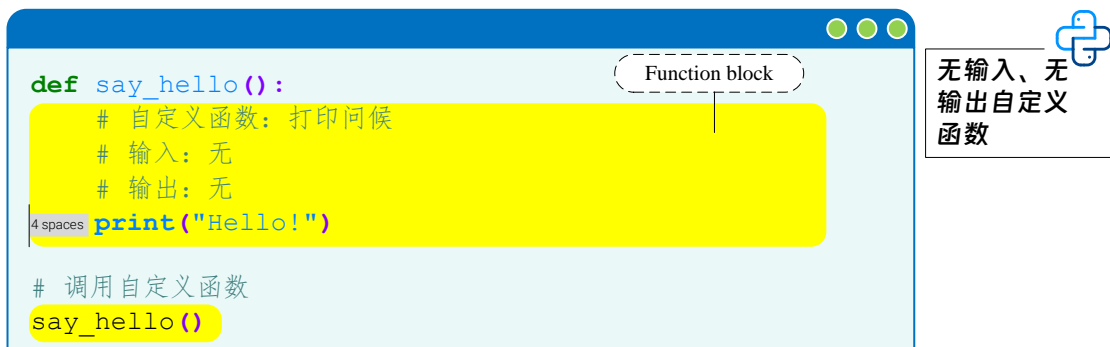 def say_hello():
Function block
# 自定义函数：打印问候
# 输入：无
# 输出：无
4 spaces print("Hello!")
# 调用自定义函数
say_hello()
无输入、无
输出自定义
函数